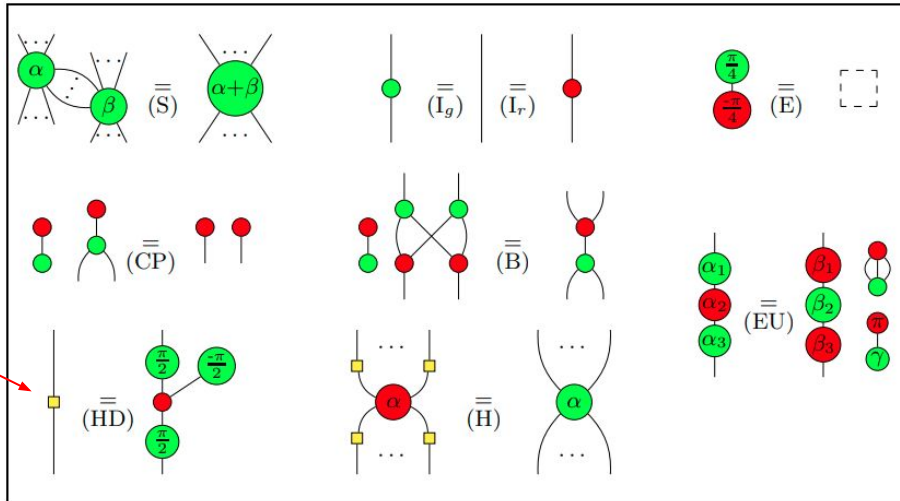 ... ... α ⋮ β ... ... = (S) ... α+β ...
= (I_g) = (I_r)
π/4 -π/4 = (E)
= (CP)
= (B)
α₁ α₂ α₃ = (EU) β₁ β₂ β₃ π γ
= (HD) π/2 -π/2 π/2
... α ... = (H) ... α ...